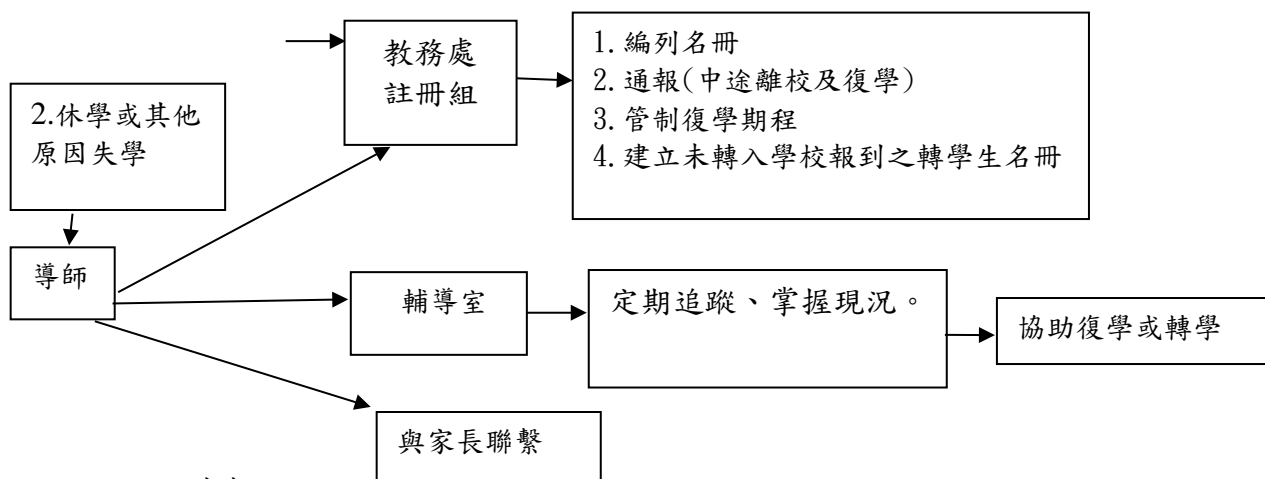 教務處
註冊組
1. 編列名冊
2. 通報(中途離校及復學)
3. 管制復學期程
4. 建立未轉入學校報到之轉學生名冊
2.休學或其他
原因失學
導師
輔導室
定期追蹤、掌握現況。
協助復學或轉學
與家長聯繫